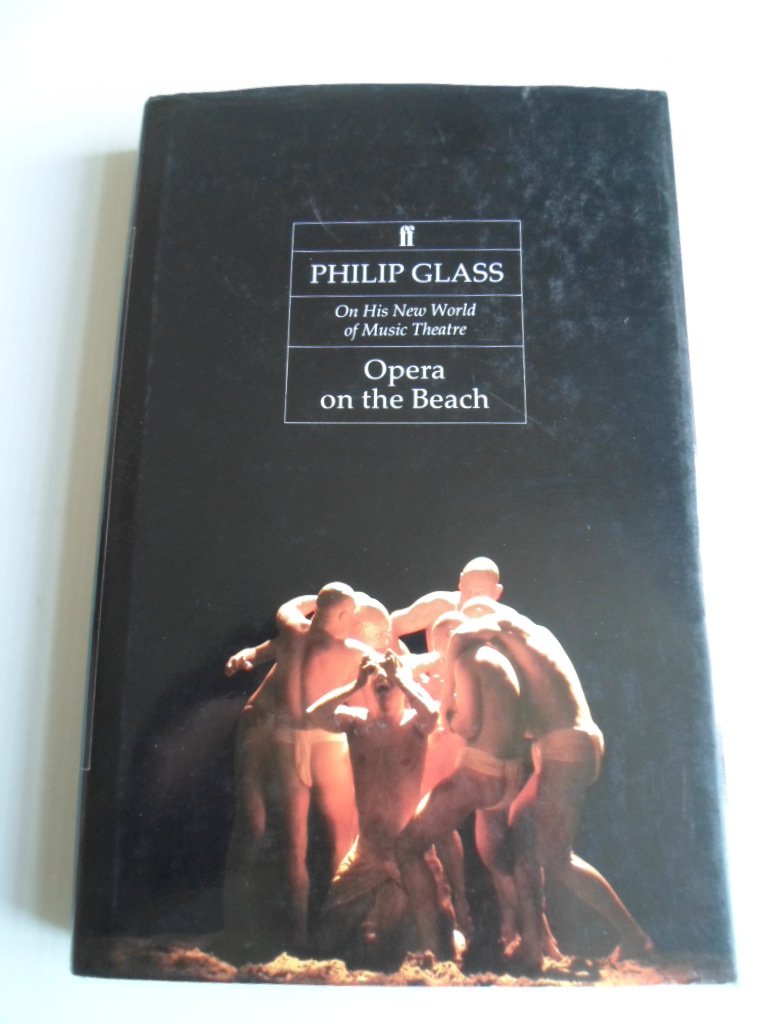 ff
PHILIP GLASS
On His New World
of Music Theatre
Opera
on the Beach